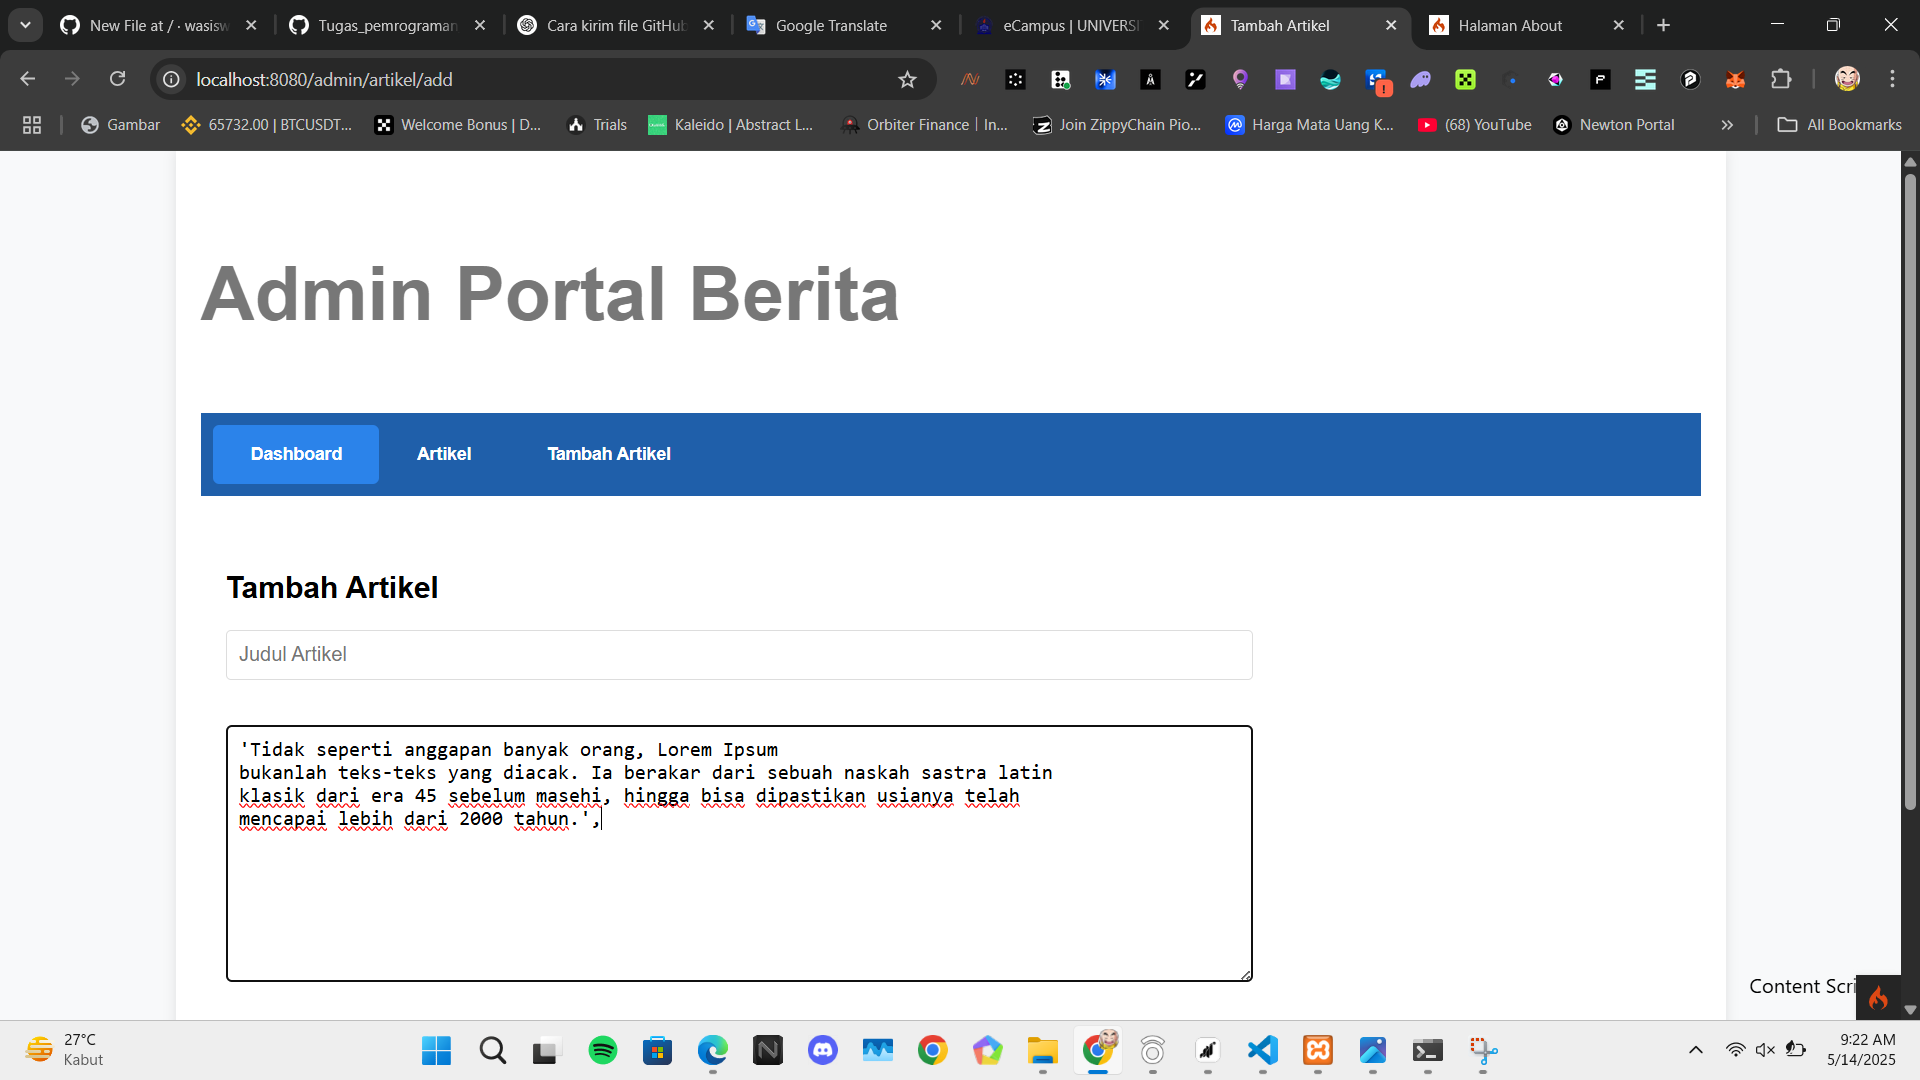 New File at / · wasisw
Tugas_pemrograman
Cara kirim file GitHub
Google Translate
eCampus | UNIVERSI
Tambah Artikel
Halaman About
localhost:8080/admin/artikel/add
Gambar
65732.00 | BTCUSDT...
Welcome Bonus | D...
Trials
Kaleido | Abstract L...
Orbiter Finance | In...
Join ZippyChain Pio...
Harga Mata Uang K...
(68) YouTube
Newton Portal
All Bookmarks
Admin Portal Berita
Dashboard
Artikel
Tambah Artikel
Tambah Artikel
Judul Artikel
'Tidak seperti anggapan banyak orang, Lorem Ipsum
bukanlah teks-teks yang diacak. Ia berakar dari sebuah naskah sastra latin
klasik dari era 45 sebelum masehi, hingga bisa dipastikan usianya telah
mencapai lebih dari 2000 tahun.',
Content Scri
27°C
Kabut
9:22 AM
5/14/2025